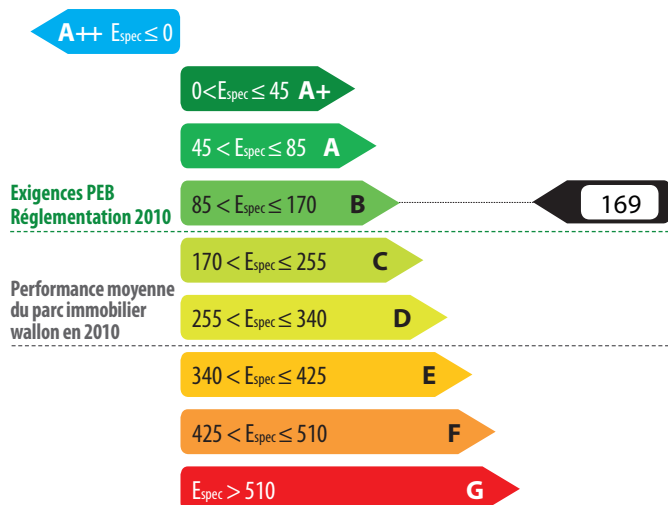 A++ Espec ≤ 0
0<Espec ≤ 45 A+
45 < Espec ≤ 85 A
Exigences PEB
Réglementation 2010
85 < Espec ≤ 170 B
169
170 < Espec ≤ 255 C
Performance moyenne
du parc immobilier
wallon en 2010
255 < Espec ≤ 340 D
340 < Espec ≤ 425 E
425 < Espec ≤ 510 F
Espec > 510 G